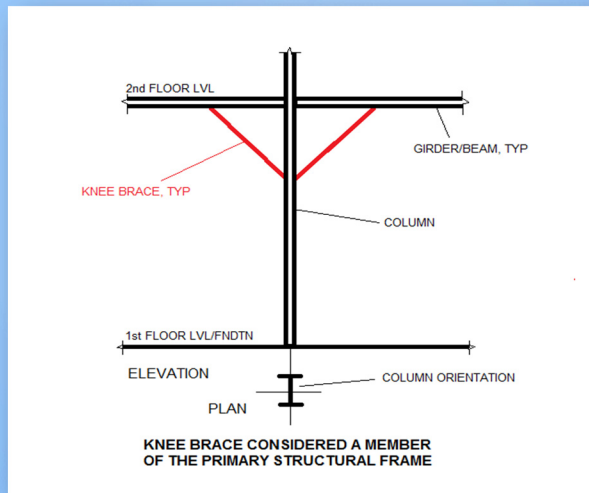 2nd FLOOR LVL
GIRDER/BEAM, TYP
KNEE BRACE, TYP
COLUMN
1st FLOOR LVL/FNDTN
ELEVATION
COLUMN ORIENTATION
PLAN
KNEE BRACE CONSIDERED A MEMBER
OF THE PRIMARY STRUCTURAL FRAME